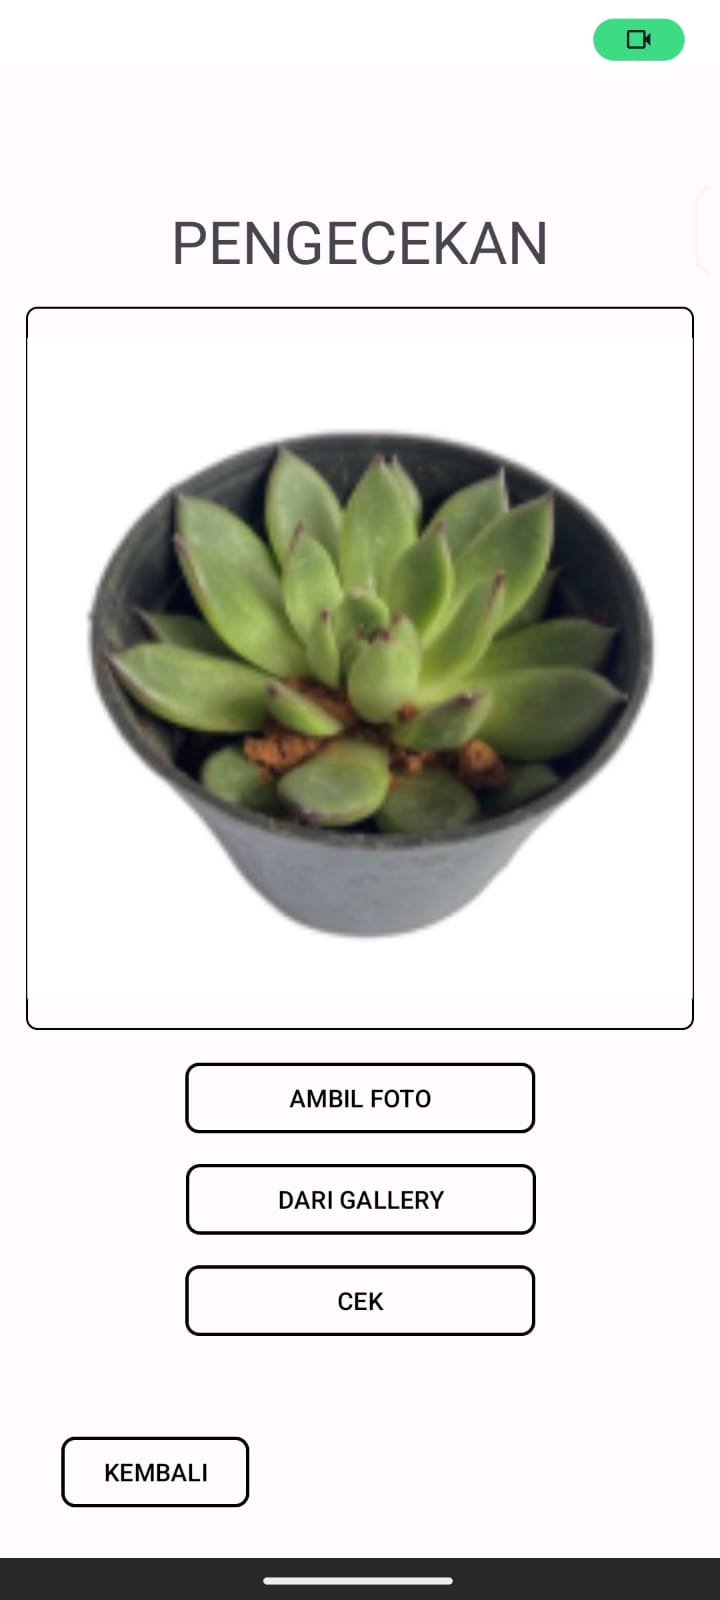 PENGECEKAN
AMBIL FOTO
DARI GALLERY
CEK
KEMBALI